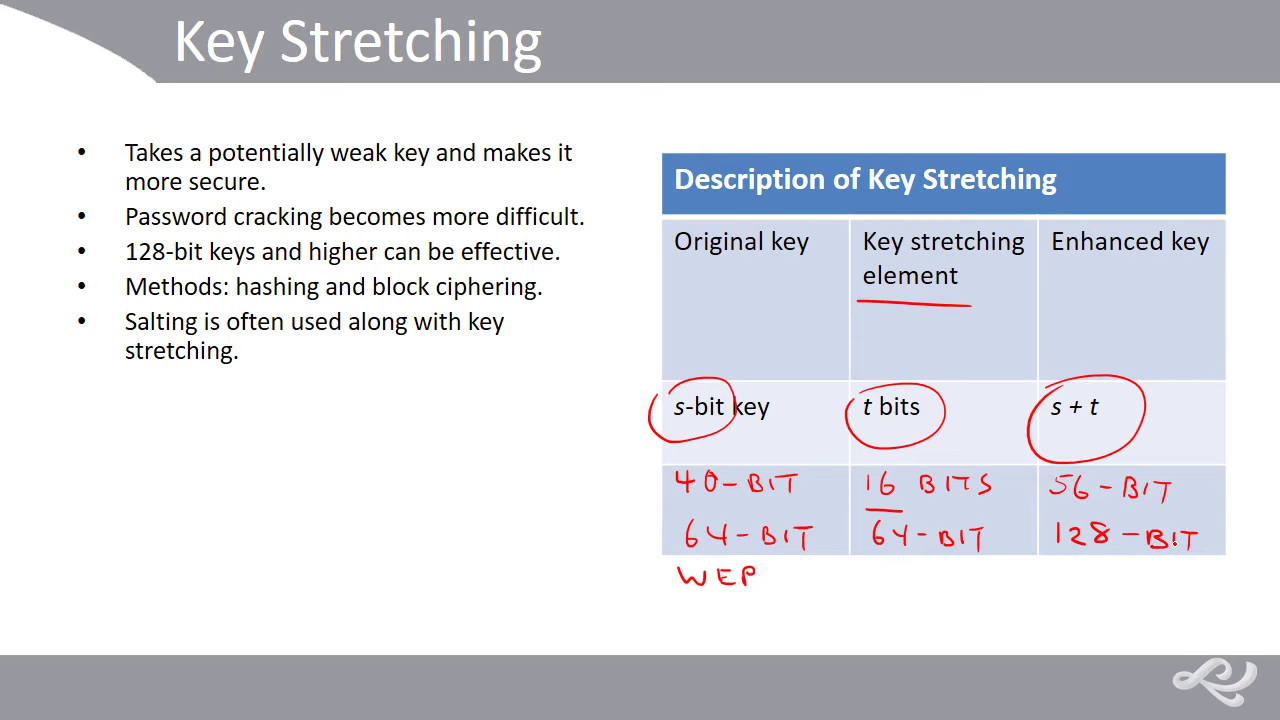 Key Stretching
• Takes a potentially weak key and makes it
more secure.
• Password cracking becomes more difficult.
• 128-bit keys and higher can be effective.
• Methods: hashing and block ciphering.
• Salting is often used along with key
stretching.
Description of Key Stretching
Original key
Key stretching
element
Enhanced key
s-bit key
t bits
s + t
40-BIT
16 BITS
56-BIT
64-BIT
64-BIT
128-BIT
WEP